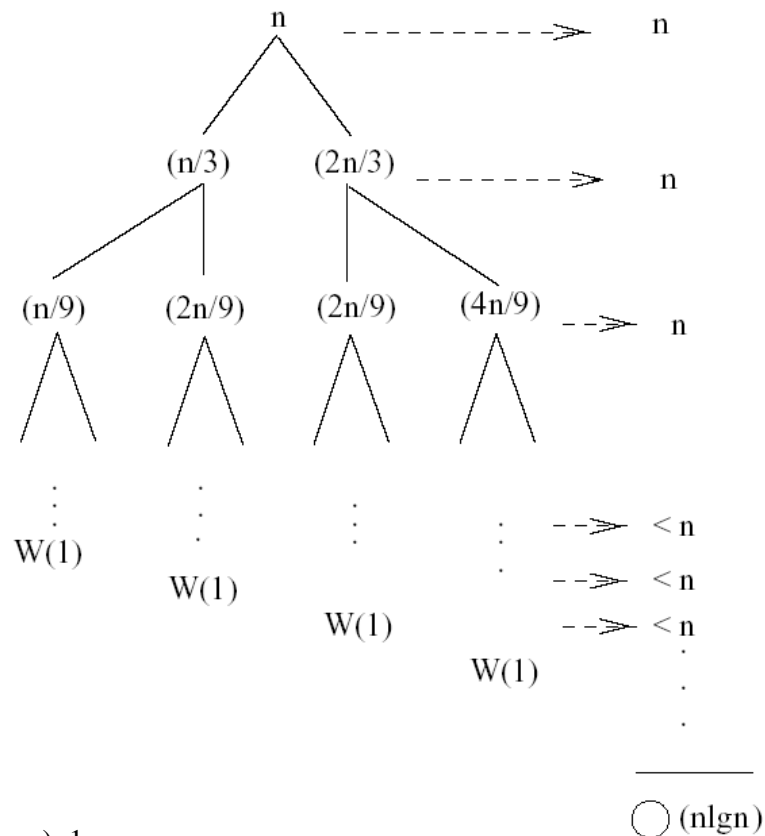 n n
(n/3) (2n/3) n
(n/9) (2n/9) (2n/9) (4n/9) n
< n
W(1)
W(1) < n
W(1) < n
W(1)
(nlgn)